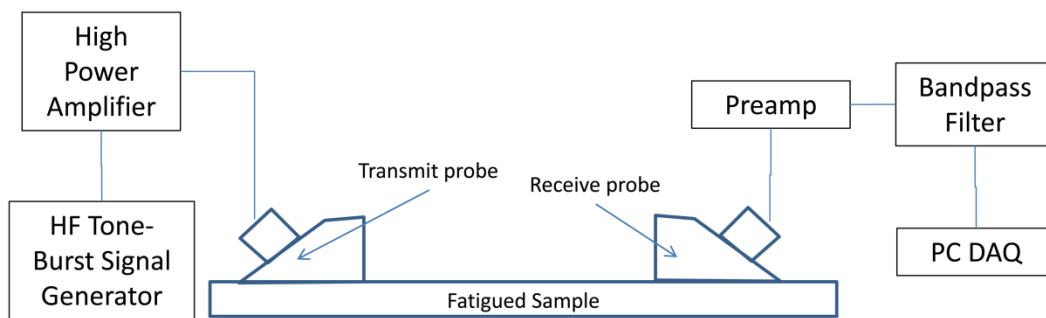 High
Power
Amplifier
HF Tone-
Burst Signal
Generator
Transmit probe
Receive probe
Preamp
Bandpass
Filter
PC DAQ
Fatigued Sample